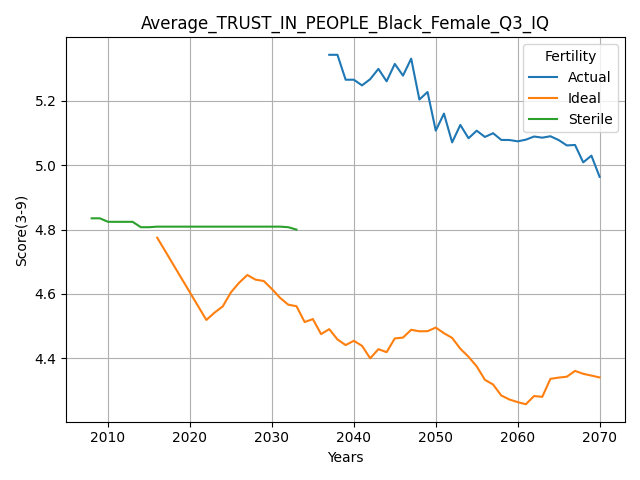 Average_TRUST_IN_PEOPLE_Black_Female_Q3_IQ
Fertility
Actual
Ideal
Sterile
Score(3-9)
5.2
5.0
4.8
4.6
4.4
2010 2020 2030 2040 2050 2060 2070
Years